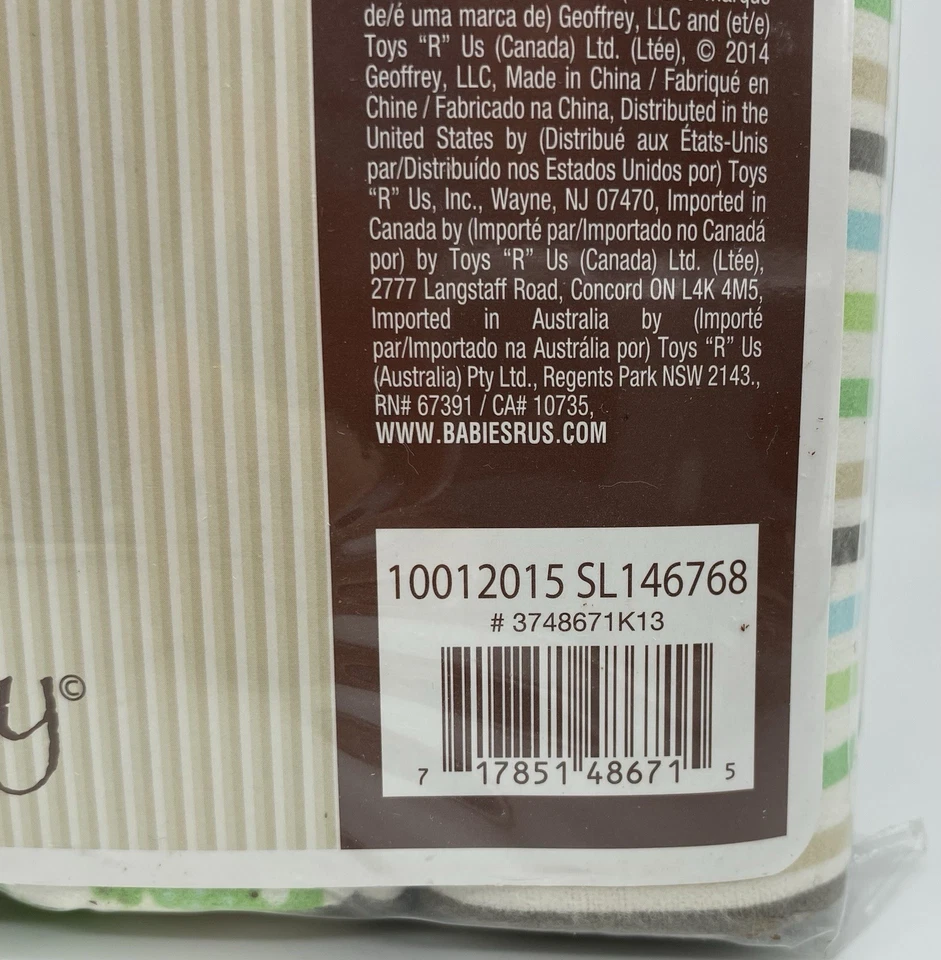 marque
de/é uma marca de) Geoffrey, LLC and (et/e)
Toys “R” Us (Canada) Ltd. (Ltée), © 2014
Geoffrey, LLC, Made in China / Fabriqué en
Chine / Fabricado na China, Distributed in the
United States by (Distribué aux États-Unis
par/Distribuído nos Estados Unidos por) Toys
“R” Us, Inc., Wayne, NJ 07470, Imported in
Canada by (Importé par/Importado no Canadá
por) by Toys “R” Us (Canada) Ltd. (Ltée),
2777 Langstaff Road, Concord ON L4K 4M5,
Imported in Australia by (Importé
par/Importado na Austrália por) Toys “R” Us
(Australia) Pty Ltd., Regents Park NSW 2143.,
RN# 67391 / CA# 10735,
WWW.BABIESRUS.COM
10012015 SL146768
# 3748671K13
7 17851 48671 5
y©